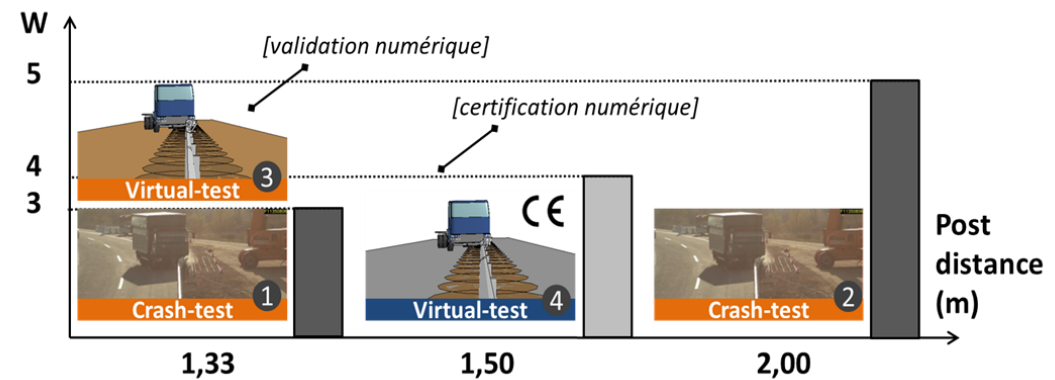 W
[validation numérique]
5
[certification numérique]
4
Virtual-test 3
3
CE
Post
distance
(m)
Crash-test 1
Virtual-test 4
Crash-test 2
1,33
1,50
2,00